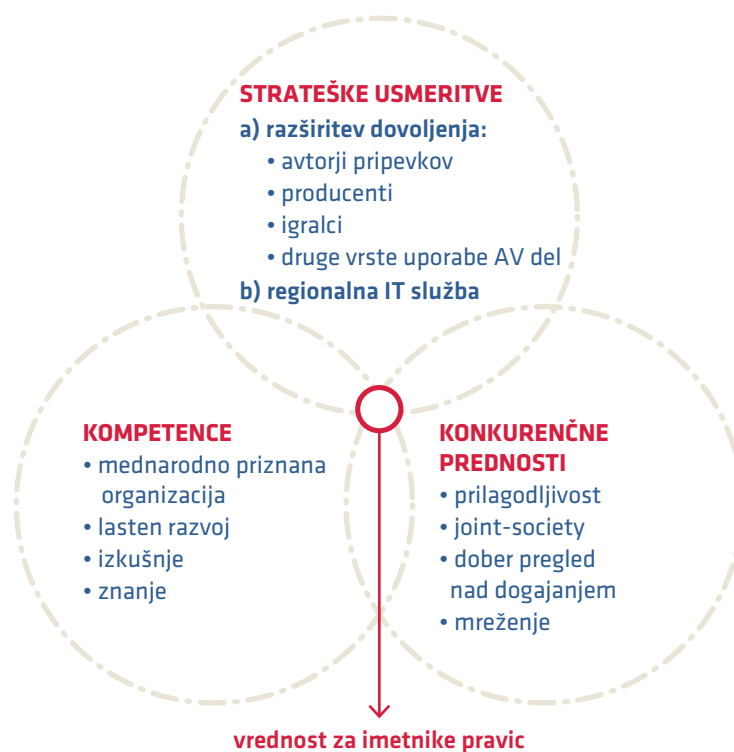 STRATEŠKE USMERITVE
a) razširitev dovoljenja:
• avtorji pripevkov
• producenti
• igralci
• druge vrste uporabe AV del
b) regionalna IT služba
KOMPETENCE
• mednarodno priznana
organizacija
• lasten razvoj
• izkušnje
• znanje
KONKURENČNE
PREDNOSTI
• prilagodljivost
• joint-society
• dober pregled
nad dogajanjem
• mreženje
vrednost za imetnike pravic